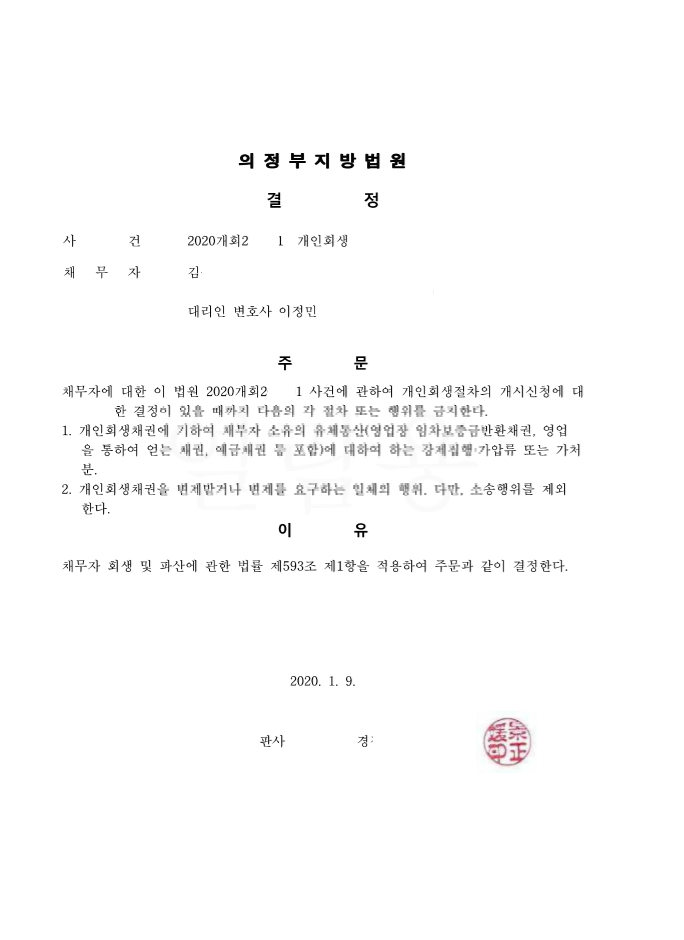 의정부지방법원
결 정
사 건 2020개회2 1 개인회생
채 무 자 김
대리인 변호사 이정민
주 문
채무자에 대한 이 법원 2020개회2 1 사건에 관하여 개인회생절차의 개시신청에 대
한 결정이 있을 때까지 다음의 각 절차 또는 행위를 금지한다.
1. 개인회생채권에 기하여 채무자 소유의 유체동산(영업장 임차보증금반환채권, 영업
을 통하여 얻는 채권, 예금채권 등 포함)에 대하여 하는 강제집행·가압류 또는 가처
분.
2. 개인회생채권을 변제받거나 변제를 요구하는 일체의 행위. 다만, 소송행위를 제외
한다.
이 유
채무자 회생 및 파산에 관한 법률 제593조 제1항을 적용하여 주문과 같이 결정한다.
2020. 1. 9.
판사 경